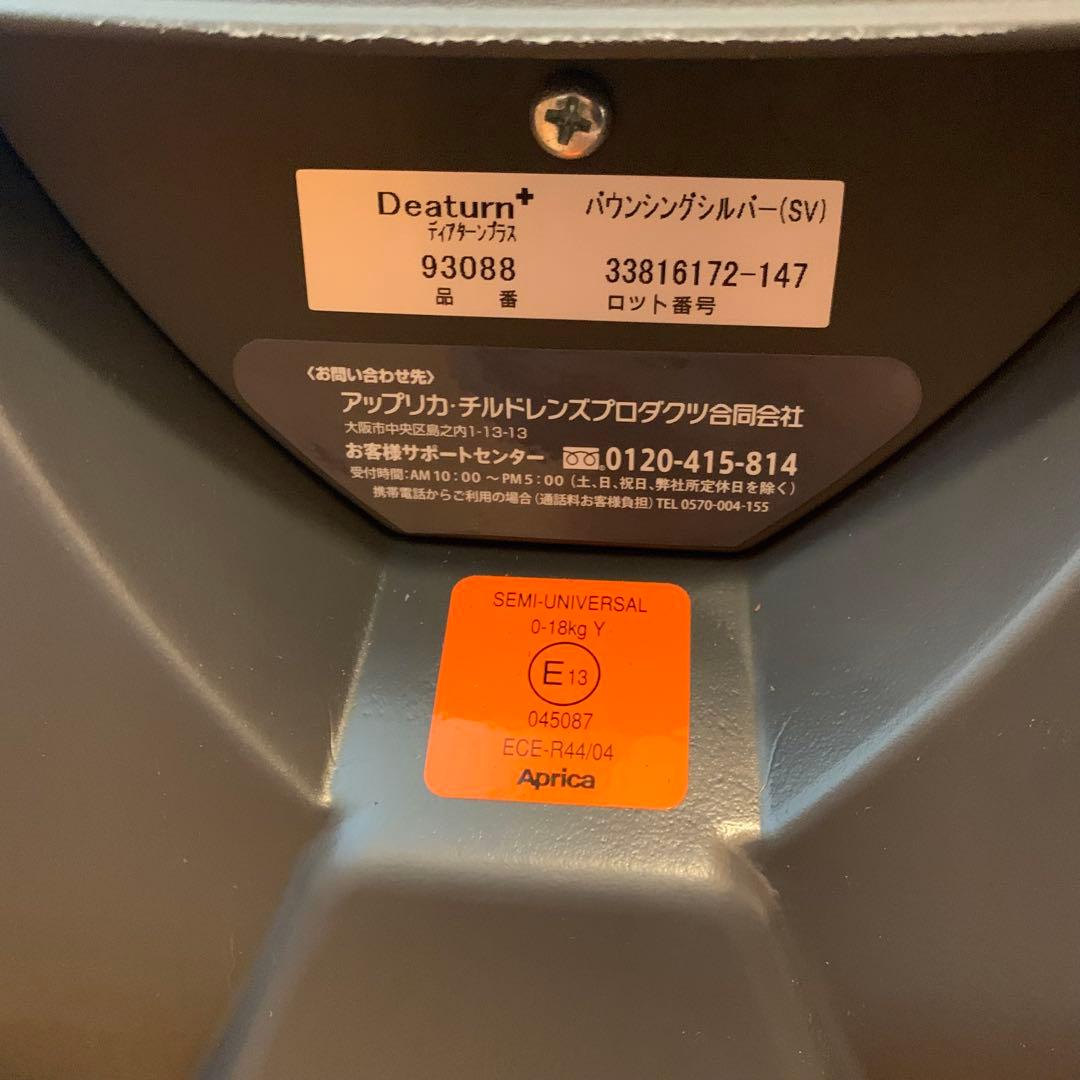 Deaturn+ バウンシングシルバー(SV)
ディアターンプラス
93088 33816172-147
品 番 ロット番号
〈お問い合わせ先〉
アップリカ・チルドレンズプロダクツ合同会社
大阪市中央区島之内1-13-13
お客様サポートセンター 0120-415-814
受付時間:AM10:00 〜PM5:00 (土、日、祝日、弊社所定休日を除く)
携帯電話からご利用の場合(通話料お客様負担)TEL 0570-004-155
SEMI-UNIVERSAL
0-18kg Y
E 13
045087
ECE-R44/04
Aprica